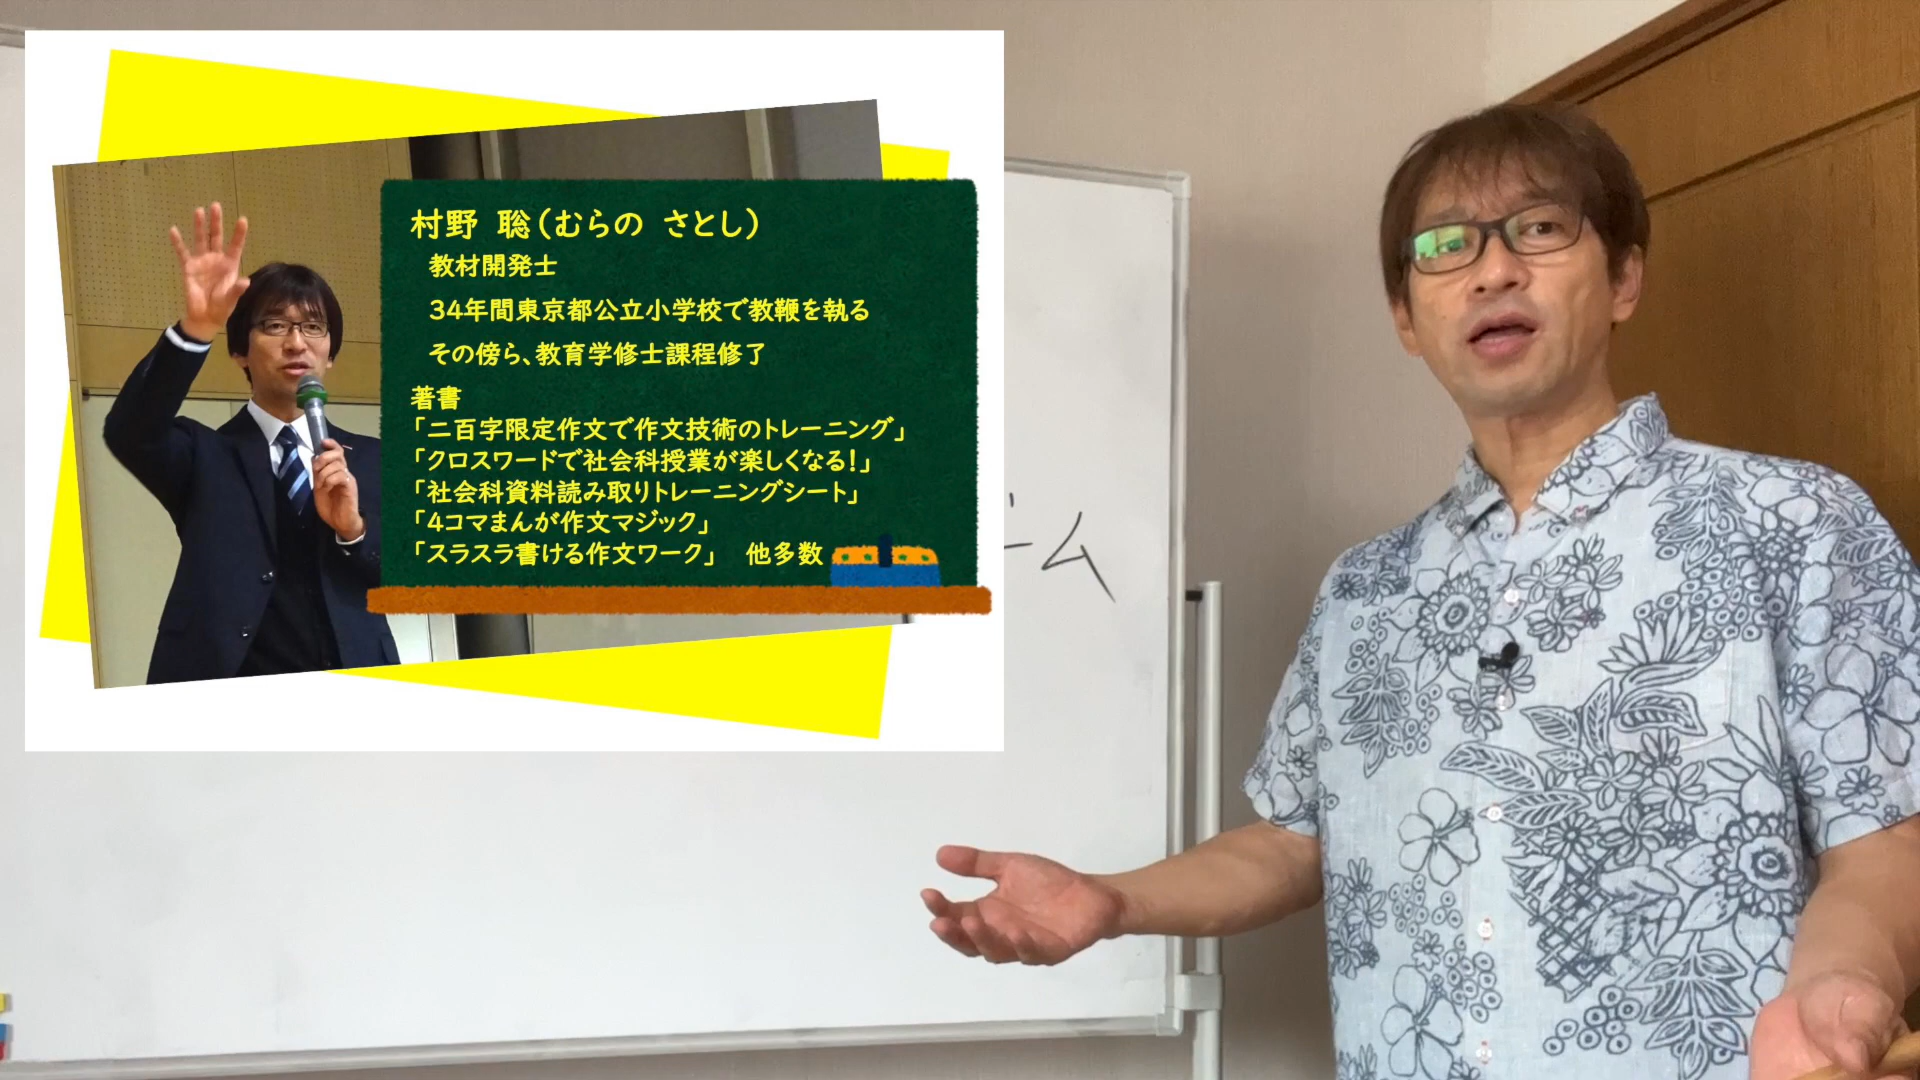 村野 聡(むらの さとし)
教材開発士
34年間東京都公立小学校で教鞭を執る
その傍ら、教育学修士課程修了
著書
「二百字限定作文で作文技術のトレーニング」
「クロスワードで社会科授業が楽しくなる!」
「社会科資料読み取りトレーニングシート」
「4コマまんが作文マジック」
「スラスラ書ける作文ワーク」 他多数
ム